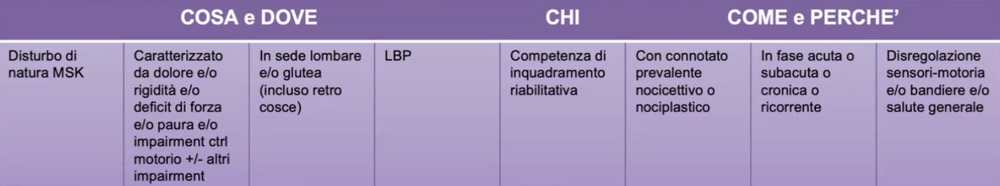 COSA e DOVE
CHI
COME e PERCHE’
Disturbo di
natura MSK
Caratterizzato
da dolore e/o
rigidità e/o
deficit di forza
e/o paura e/o
impairment ctrl
motorio +/- altri
impairment
In sede lombare
e/o glutea
(incluso retro
cosce)
LBP
Competenza di
inquadramento
riabilitativa
Con connotato
prevalente
nocicettivo o
nociplastico
In fase acuta o
subacuta o
cronica o
ricorrente
Disregolazione
sensori-motoria
e/o bandiere e/o
salute generale